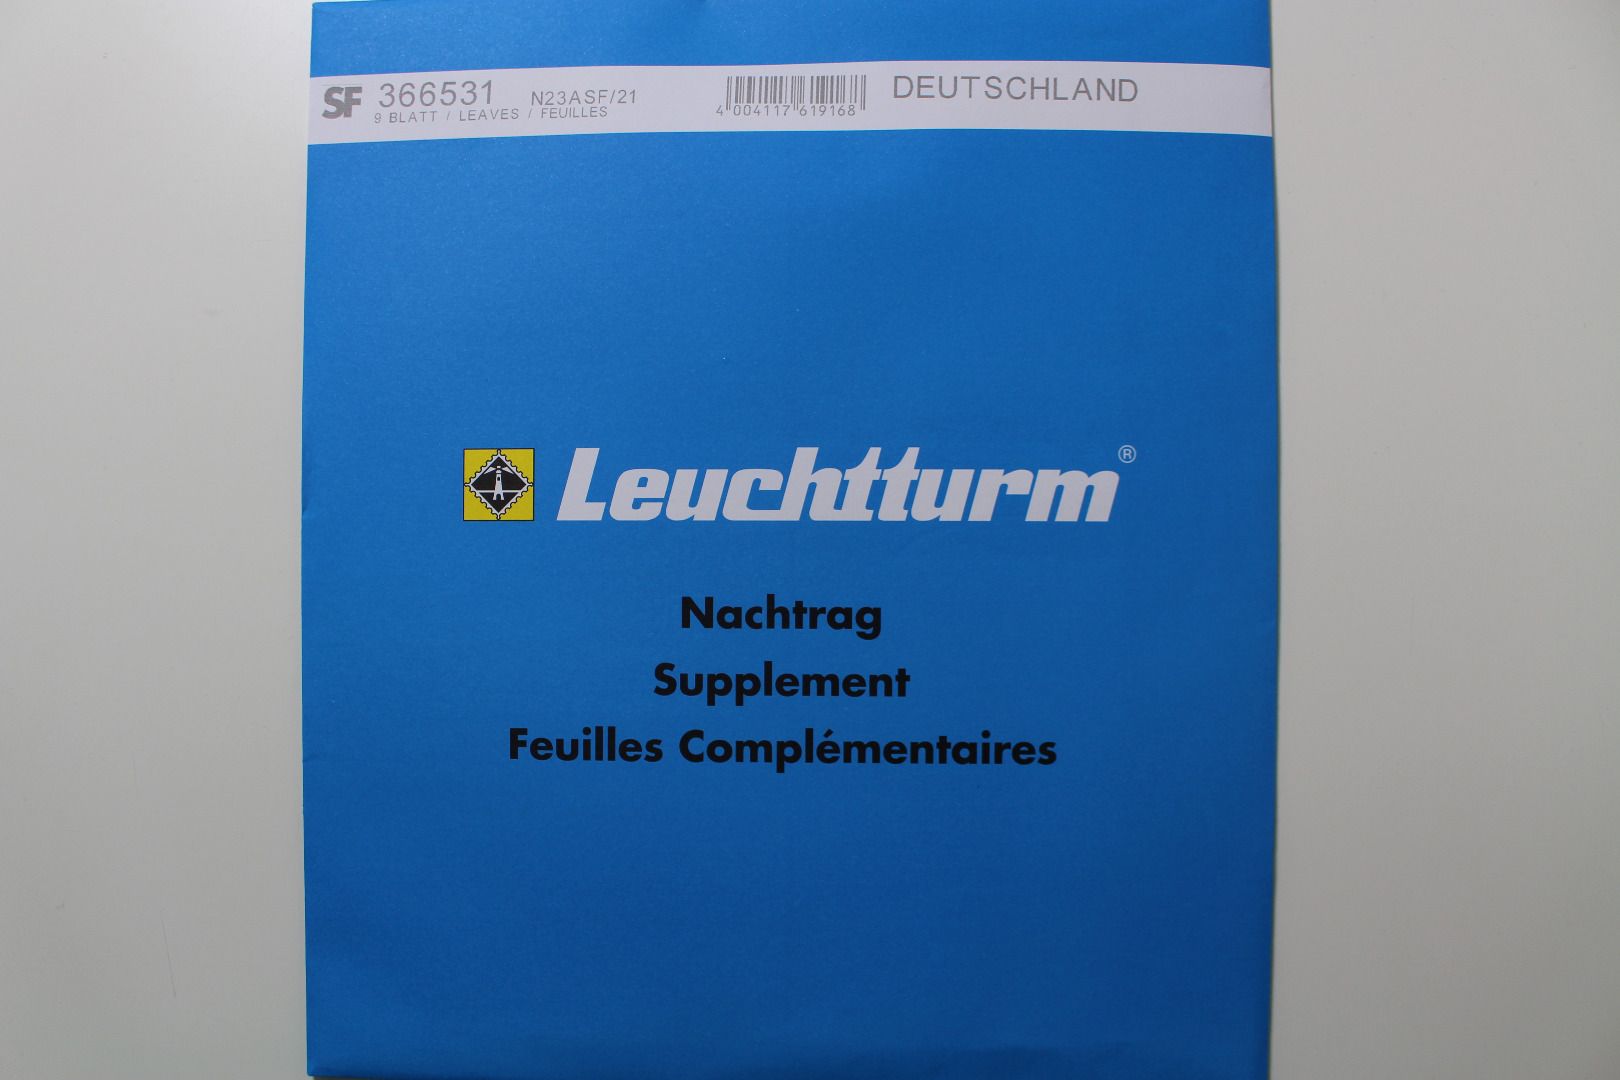 SF 366531 N23ASF/21
9 BLATT / LEAVES / FEUILLES
4 004117 619168
DEUTSCHLAND
Leuchtturm®
Nachtrag
Supplement
Feuilles Complémentaires